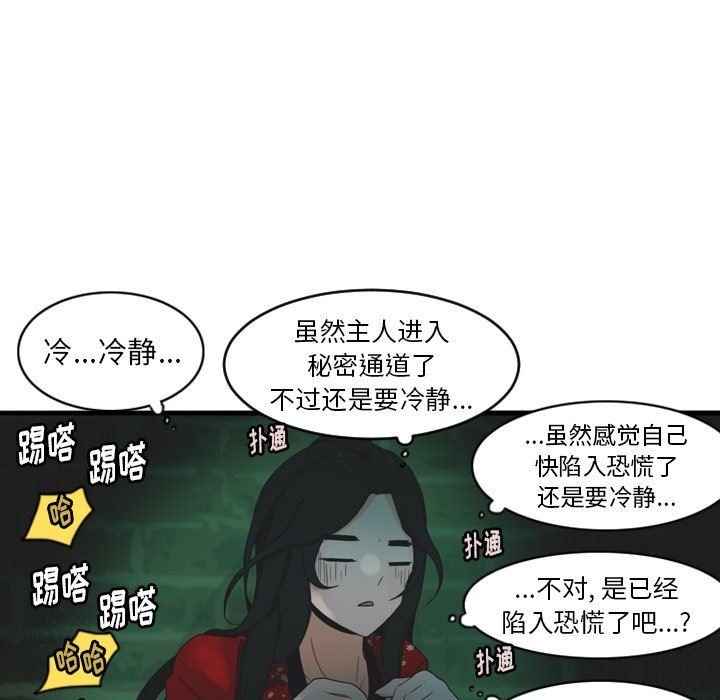 冷...冷静...
虽然主人进入
秘密通道了
不过还是要冷静...
...虽然感觉自己
快陷入恐慌了
还是要冷静...
扑通
踢嗒
踢嗒
哈
扑通
...不对, 是已经
陷入恐慌了吧...?
踢嗒
踢嗒
哈哈
扑通